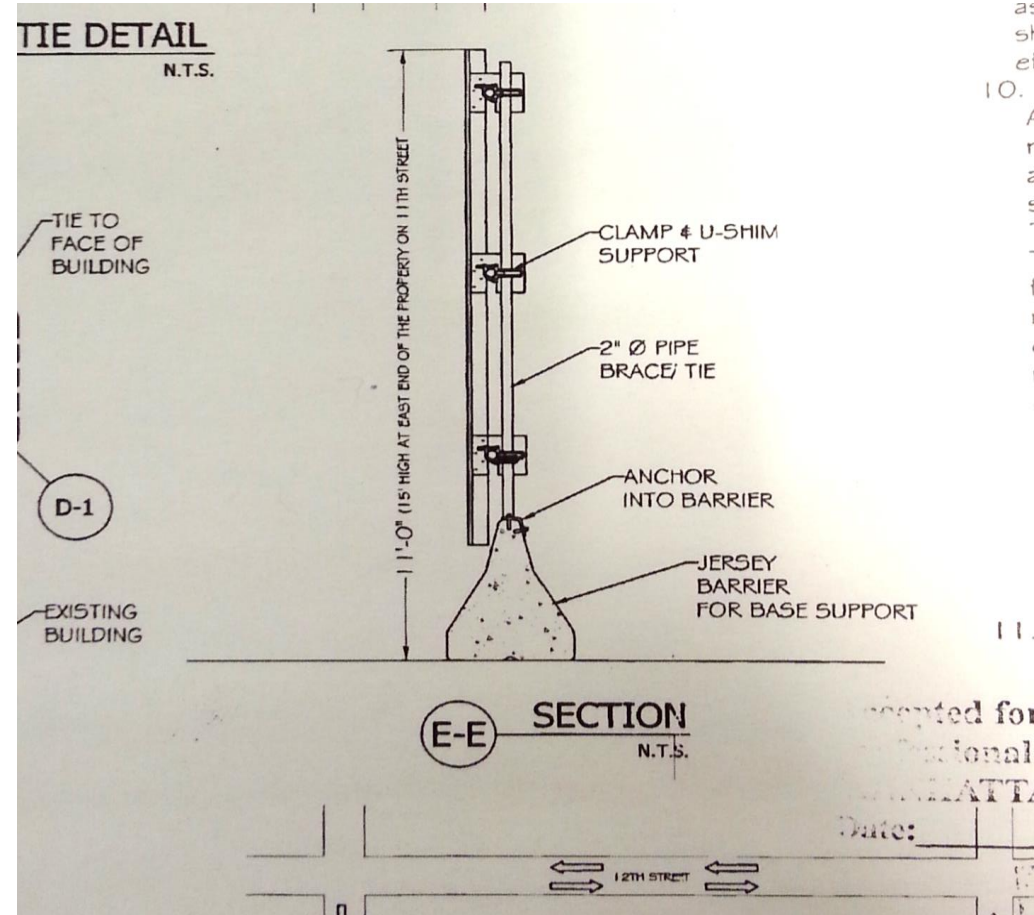 TIE DETAIL
N.T.S.
10.
TIE TO
FACE OF
BUILDING
11'-0" (15' HIGH AT EAST END OF THE PROPERTY ON 11TH STREET
CLAMP & U-SHIM
SUPPORT
2" Ø PIPE
BRACE/ TIE
D-1
ANCHOR
INTO BARRIER
JERSEY
BARRIER
FOR BASE SUPPORT
EXISTING
BUILDING
11.
E-E
SECTION
N.T.S.
for
Date:
12TH STREET